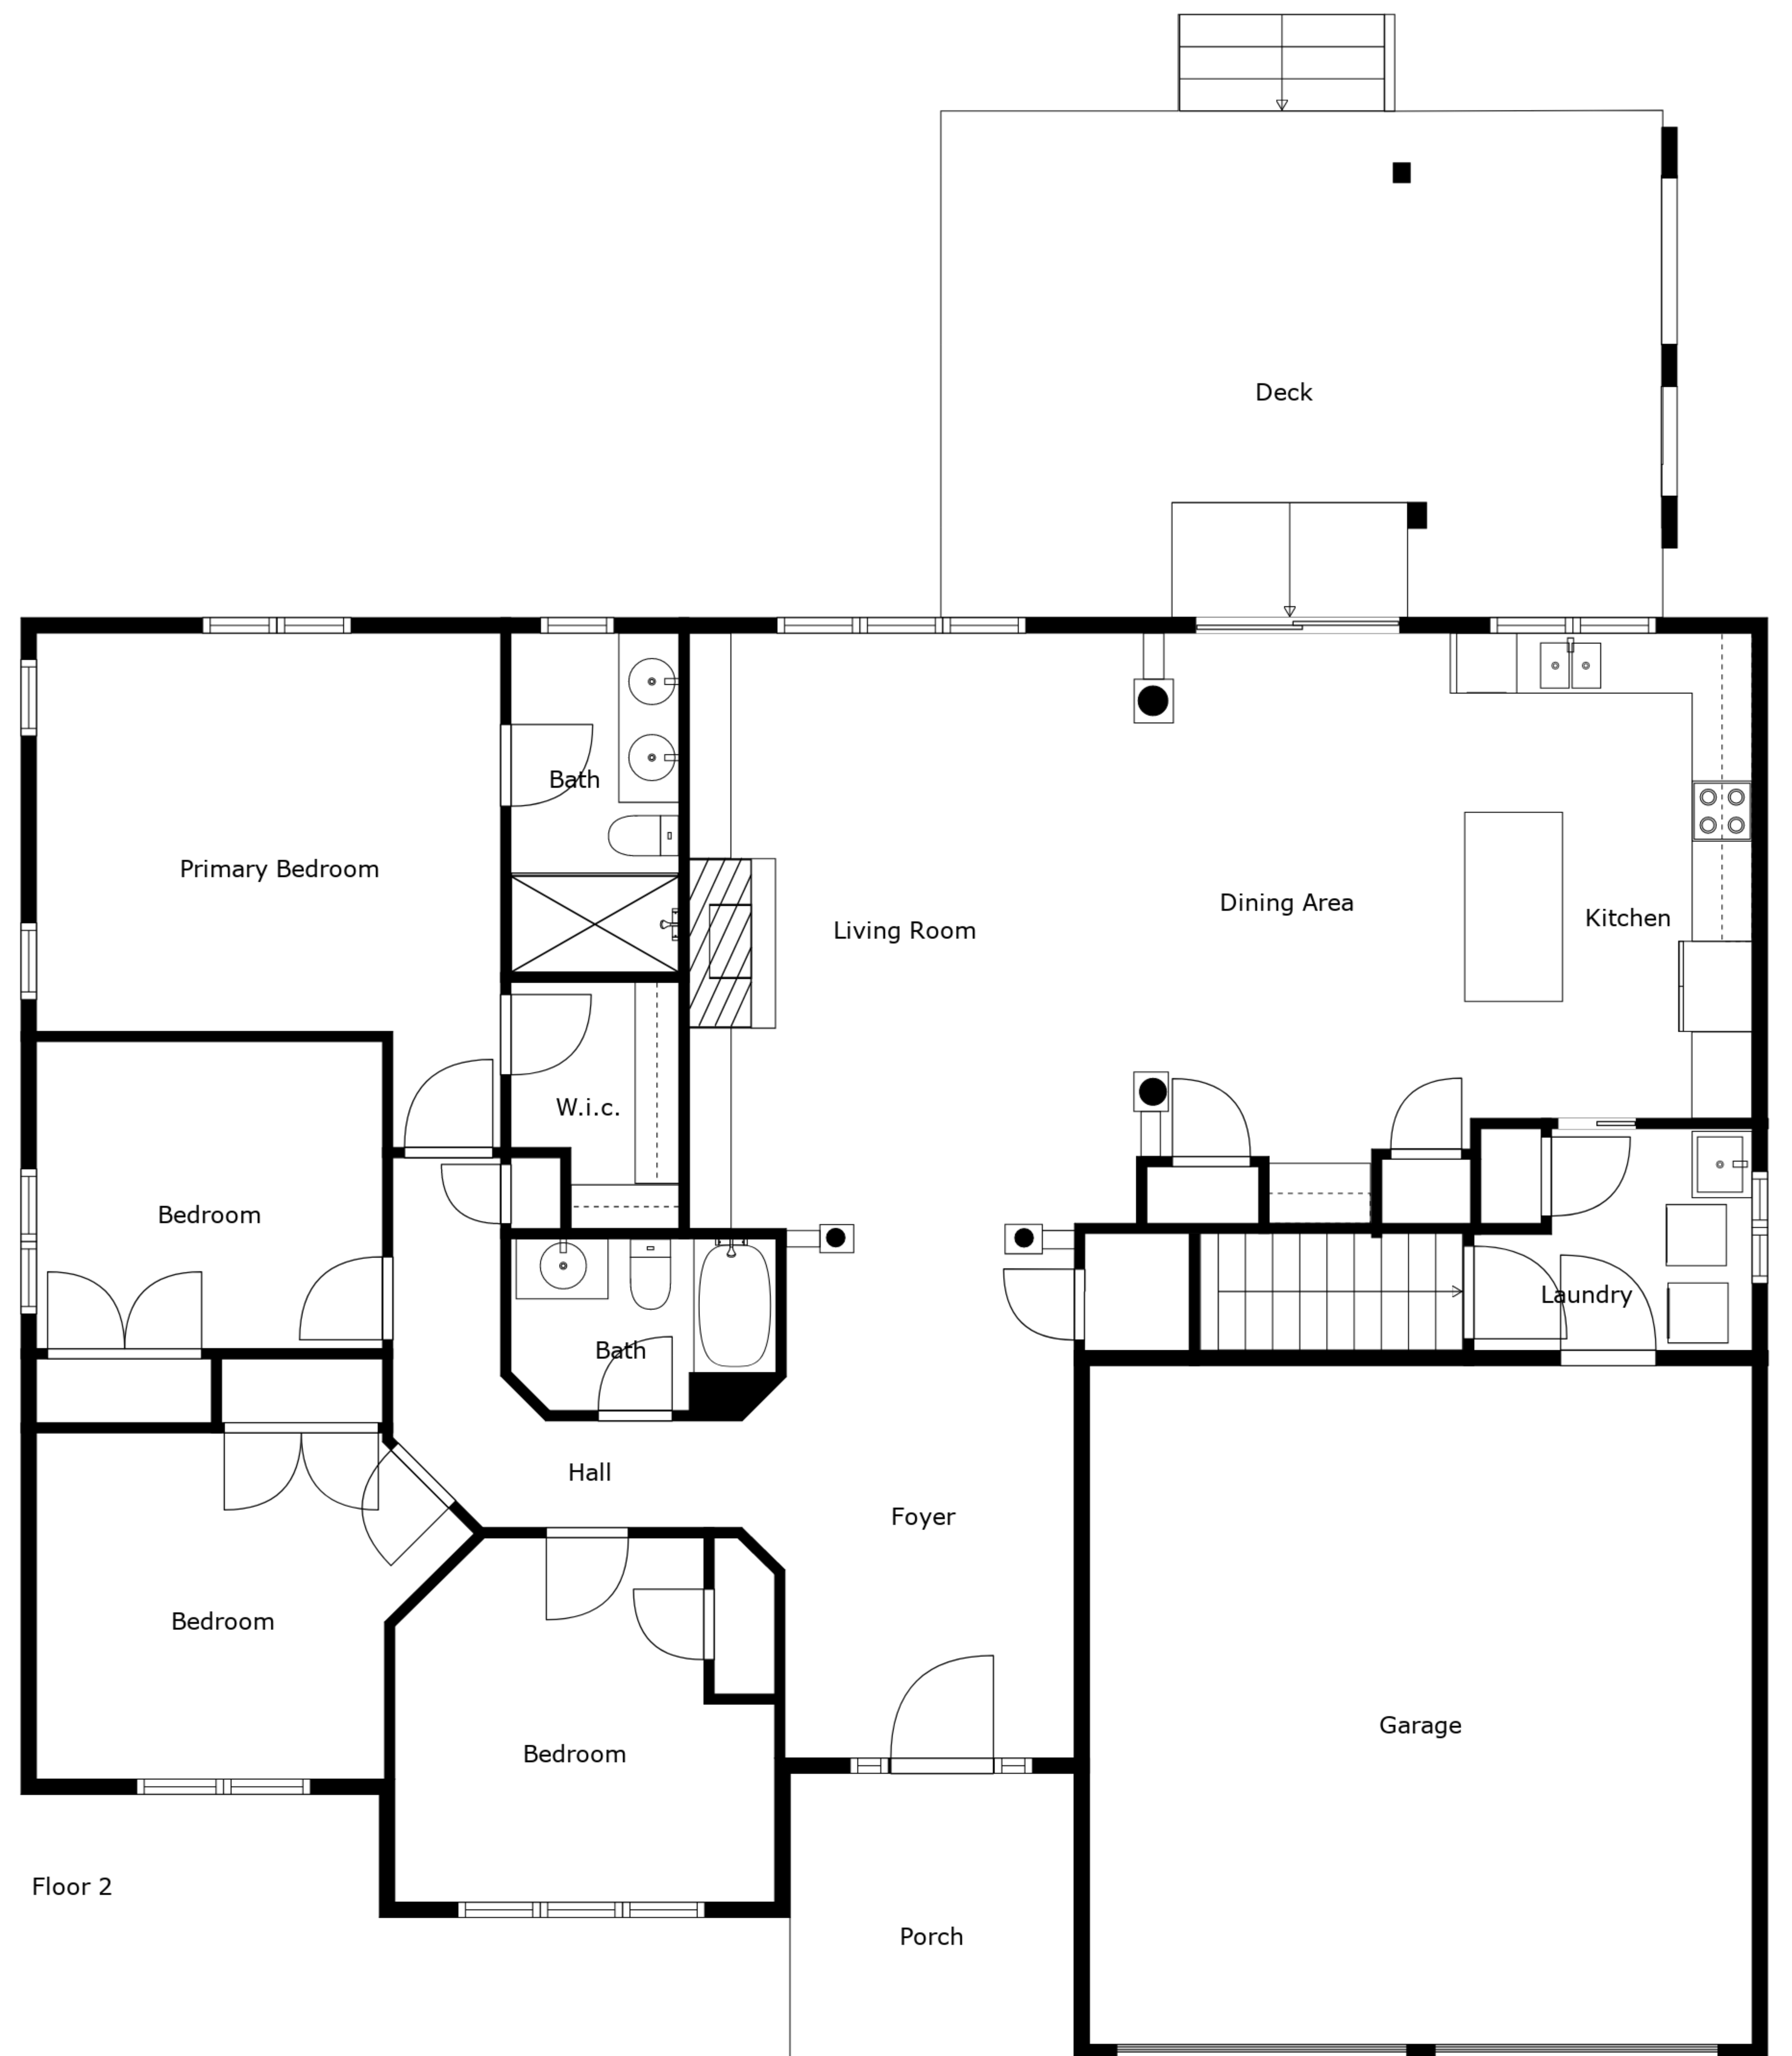 Deck
Bath
Primary Bedroom
Living Room
Dining Area
Kitchen
W.i.c.
Bedroom
Bath
Laundry
Hall
Foyer
Bedroom
Bedroom
Garage
Floor 2
Porch